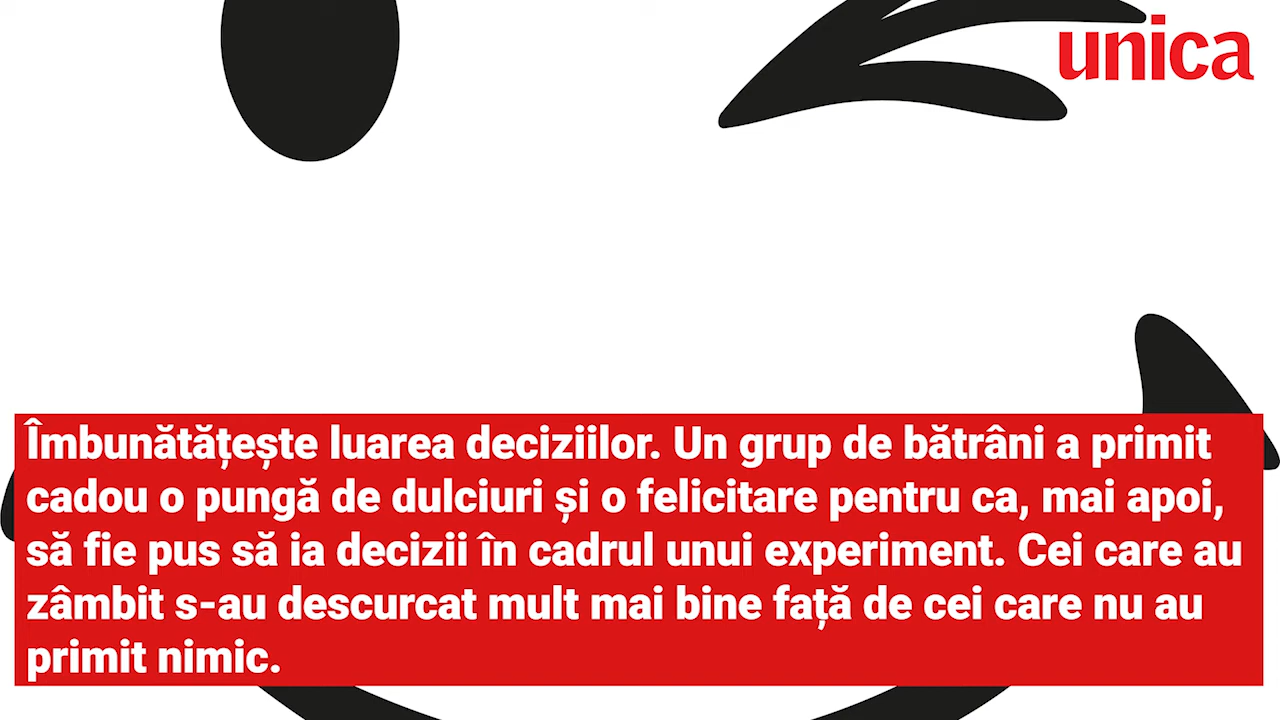 unica
Îmbunătățește luarea deciziilor. Un grup de bătrâni a primit
cadou o pungă de dulciuri și o felicitare pentru ca, mai apoi,
să fie pus să ia decizii în cadrul unui experiment. Cei care au
zâmbit s-au descurcat mult mai bine față de cei care nu au
primit nimic.